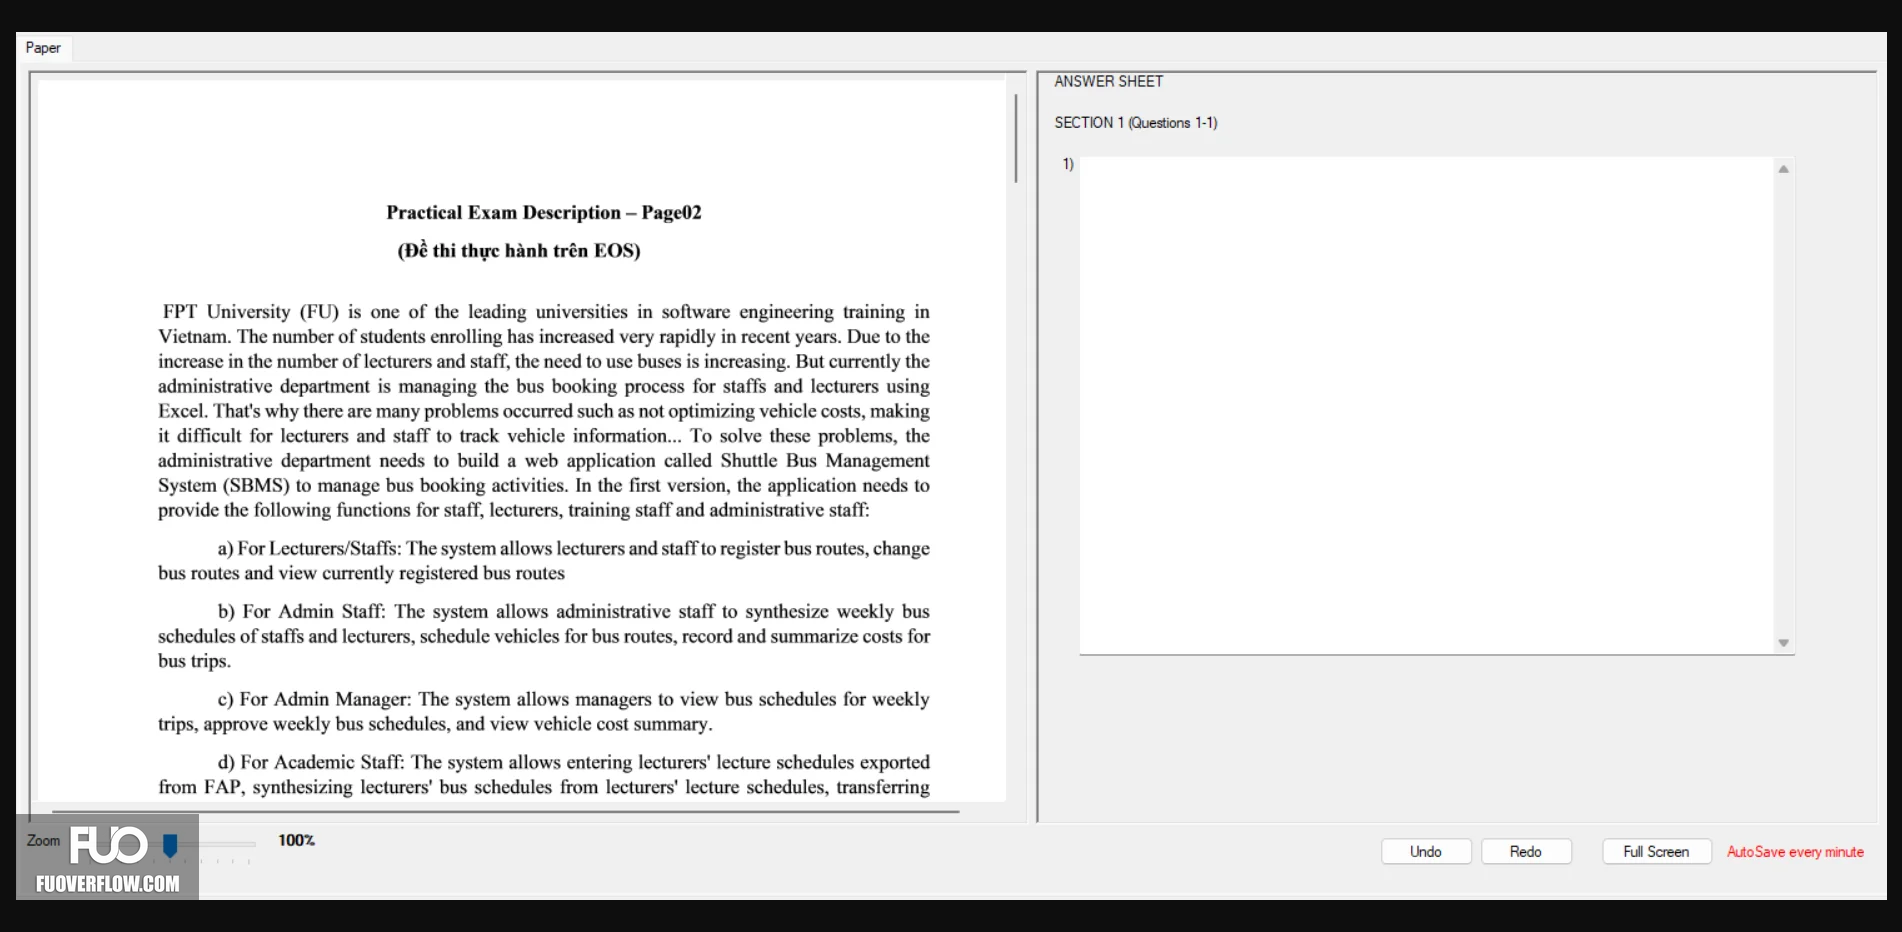 Paper
Practical Exam Description – Page02
(Đề thi thực hành trên EOS)
FPT University (FU) is one of the leading universities in software engineering training in
Vietnam. The number of students enrolling has increased very rapidly in recent years. Due to the
increase in the number of lecturers and staff, the need to use buses is increasing. But currently the
administrative department is managing the bus booking process for staffs and lecturers using
Excel. That's why there are many problems occurred such as not optimizing vehicle costs, making
it difficult for lecturers and staff to track vehicle information... To solve these problems, the
administrative department needs to build a web application called Shuttle Bus Management
System (SBMS) to manage bus booking activities. In the first version, the application needs to
provide the following functions for staff, lecturers, training staff and administrative staff:
a) For Lecturers/Staffs: The system allows lecturers and staff to register bus routes, change
bus routes and view currently registered bus routes
b) For Admin Staff: The system allows administrative staff to synthesize weekly bus
schedules of staffs and lecturers, schedule vehicles for bus routes, record and summarize costs for
bus trips.
c) For Admin Manager: The system allows managers to view bus schedules for weekly
trips, approve weekly bus schedules, and view vehicle cost summary.
d) For Academic Staff: The system allows entering lecturers' lecture schedules exported
from FAP, synthesizing lecturers' bus schedules from lecturers' lecture schedules, transferring
ANSWER SHEET
SECTION 1 (Questions 1-1)
1)
Zoom
100%
FUO
FUOVERFLOW.COM
Undo
Redo
Full Screen
AutoSave every minute